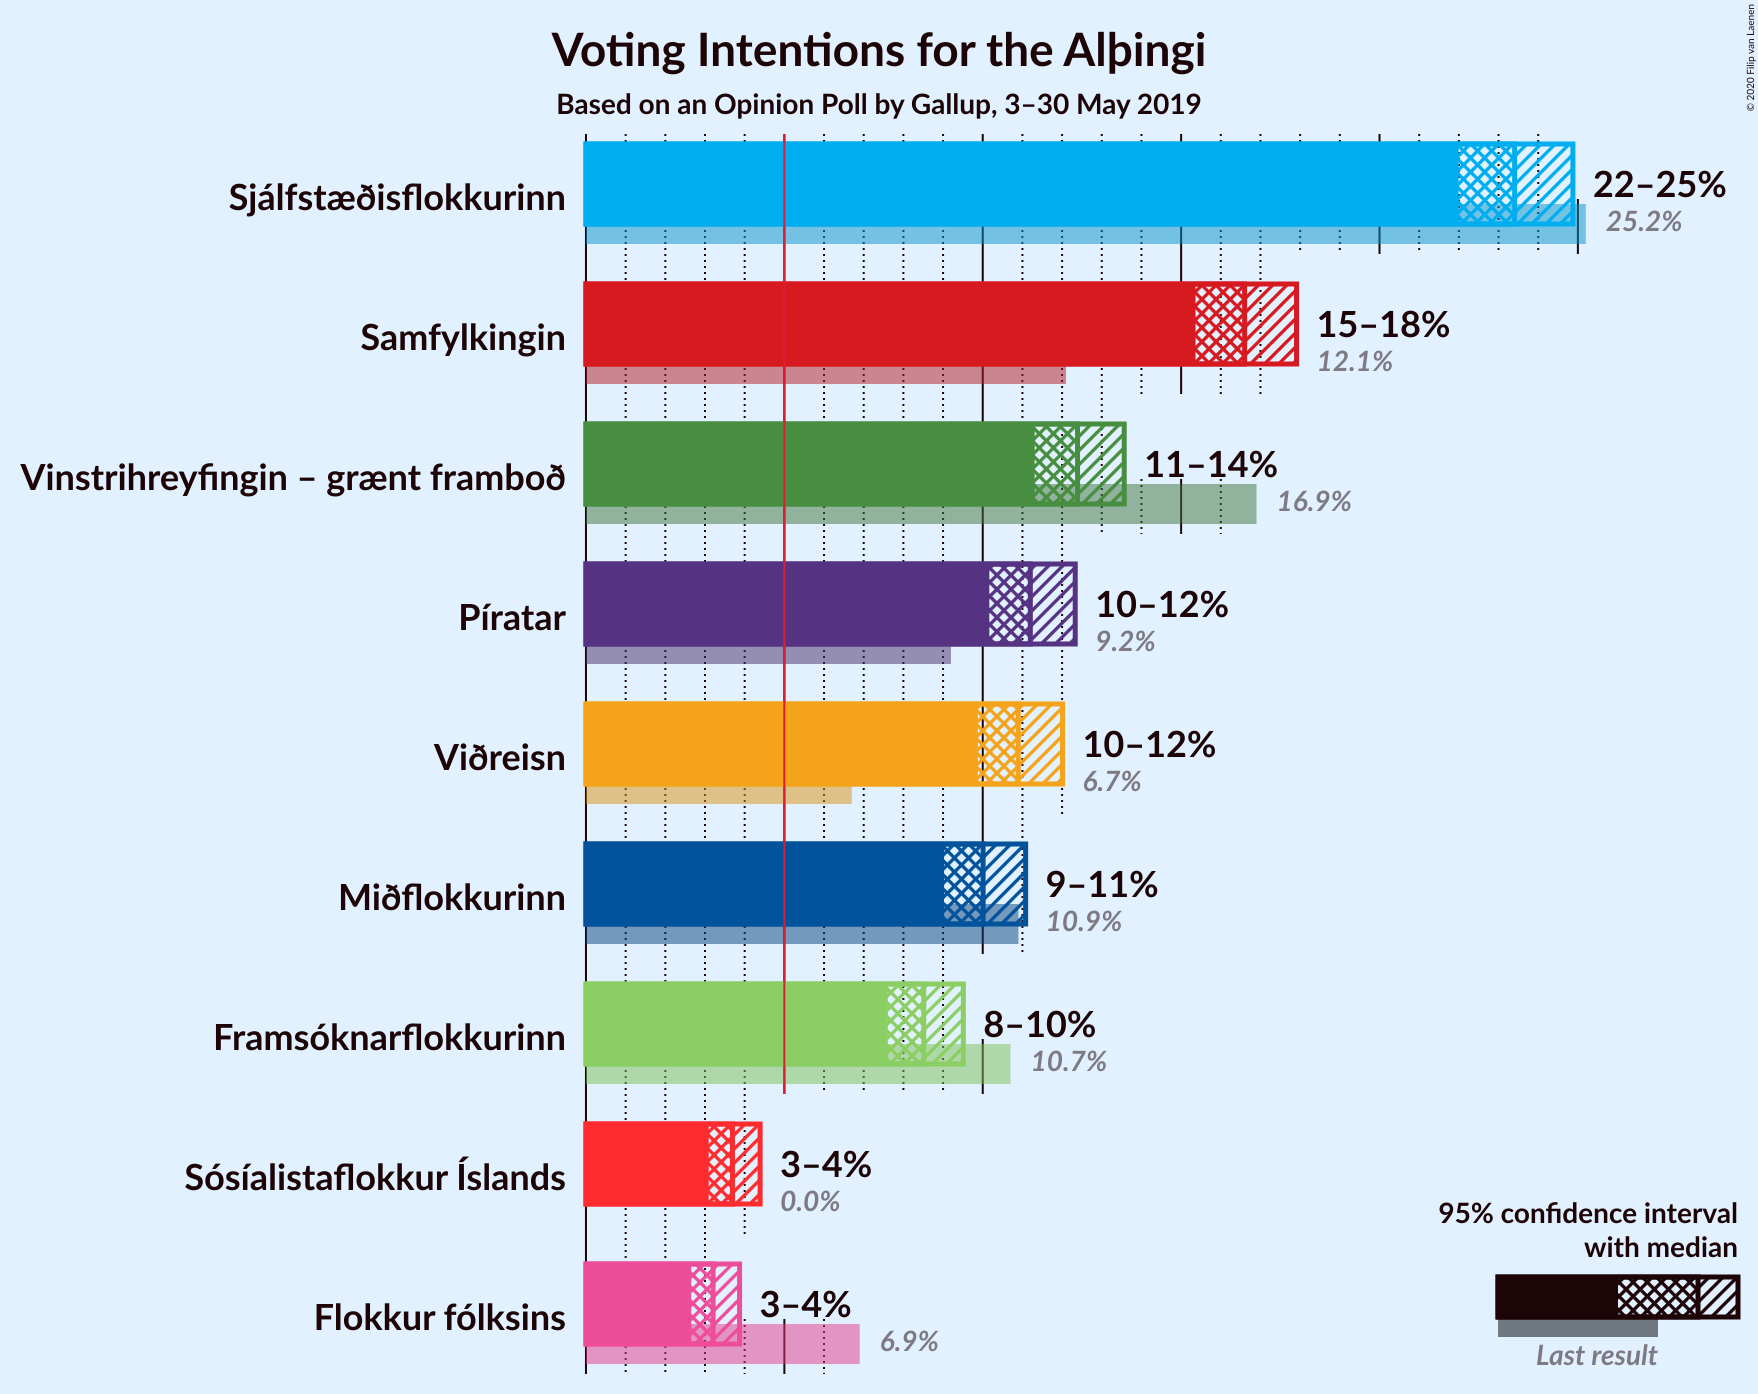 Voting Intentions for the Alþingi
Based on an Opinion Poll by Gallup, 3–30 May 2019
© 2020 Filip van Laenen
Sjálfstæðisflokkurinn
22–25%
25.2%
Samfylkingin
15–18%
12.1%
Vinstrihreyfingin – grænt framboð
11–14%
16.9%
Píratar
10–12%
9.2%
Viðreisn
10–12%
6.7%
Miðflokkurinn
9–11%
10.9%
Framsóknarflokkurinn
8–10%
10.7%
Sósíalistaflokkur Íslands
3–4%
0.0%
Flokkur fólksins
3–4%
6.9%
95% confidence interval
with median
Last result